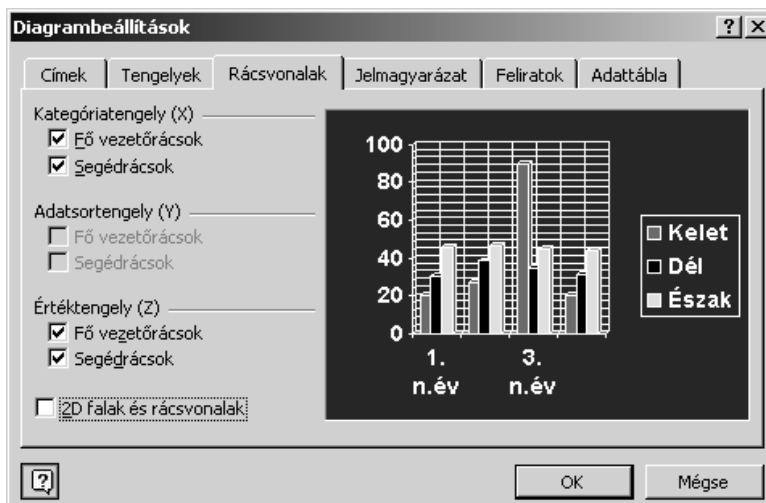 Diagrambeállítások
Címek Tengelyek Rácsvonalak Jelmagyarázat Feliratok Adattábla
Kategóriatengely (X)
Fő vezetőrácsok
Segédrácsok
Adatsortengely (Y)
Fő vezetőrácsok
Segédrácsok
Értéktengely (Z)
Fő vezetőrácsok
Segédrácsok
2D falak és rácsvonalak
100
80
60
40
20
0
1. 3.
n.év n.év
Kelet
Dél
Észak
OK Mégse